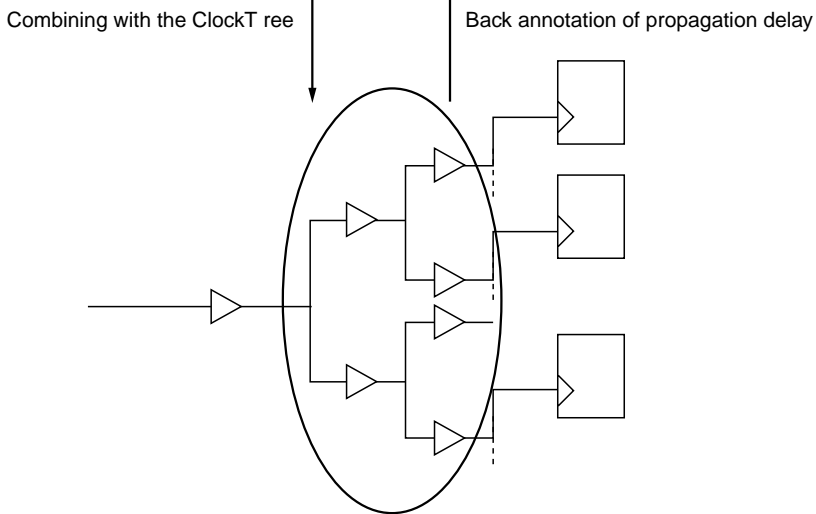 Combining with the ClockT ree
Back annotation of propagation delay